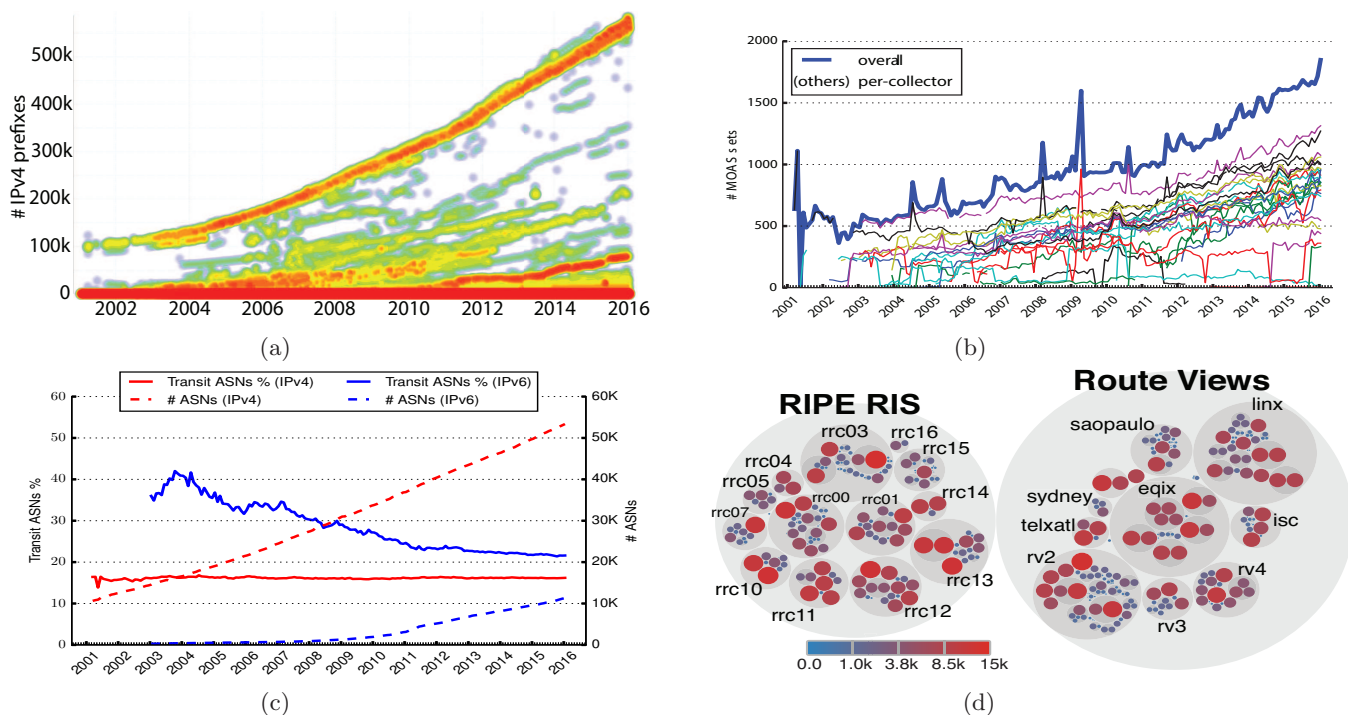 # IPv4 prefixes
500k
400k
300k
200k
100k
0
2002 2004 2006 2008 2010 2012 2014 2016
(a)
# MOAS sets
2000
1500
1000
500
0
overall
(others) per-collector
2001 2002 2003 2004 2005 2006 2007 2008 2009 2010 2011 2012 2013 2014 2015 2016
(b)
Transit ASNs % (IPv4)
# ASNs (IPv4)
Transit ASNs % (IPv6)
# ASNs (IPv6)
Transit ASNs %
60
50
40
30
20
10
0
60K
50K
40K
30K
20K
10K
0
# ASNs
2001 2002 2003 2004 2005 2006 2007 2008 2009 2010 2011 2012 2013 2014 2015 2016
(c)
RIPE RIS
rrc03
rrc16
rrc15
rrc04
rrc05
rrc00
rrc01
rrc14
rrc07
rrc10
rrc11
rrc12
rrc13
Route Views
linx
saopaulo
sydney
eqix
telxatl
isc
rv2
rv4
rv3
0.0 1.0k 3.8k 8.5k 15k
(d)